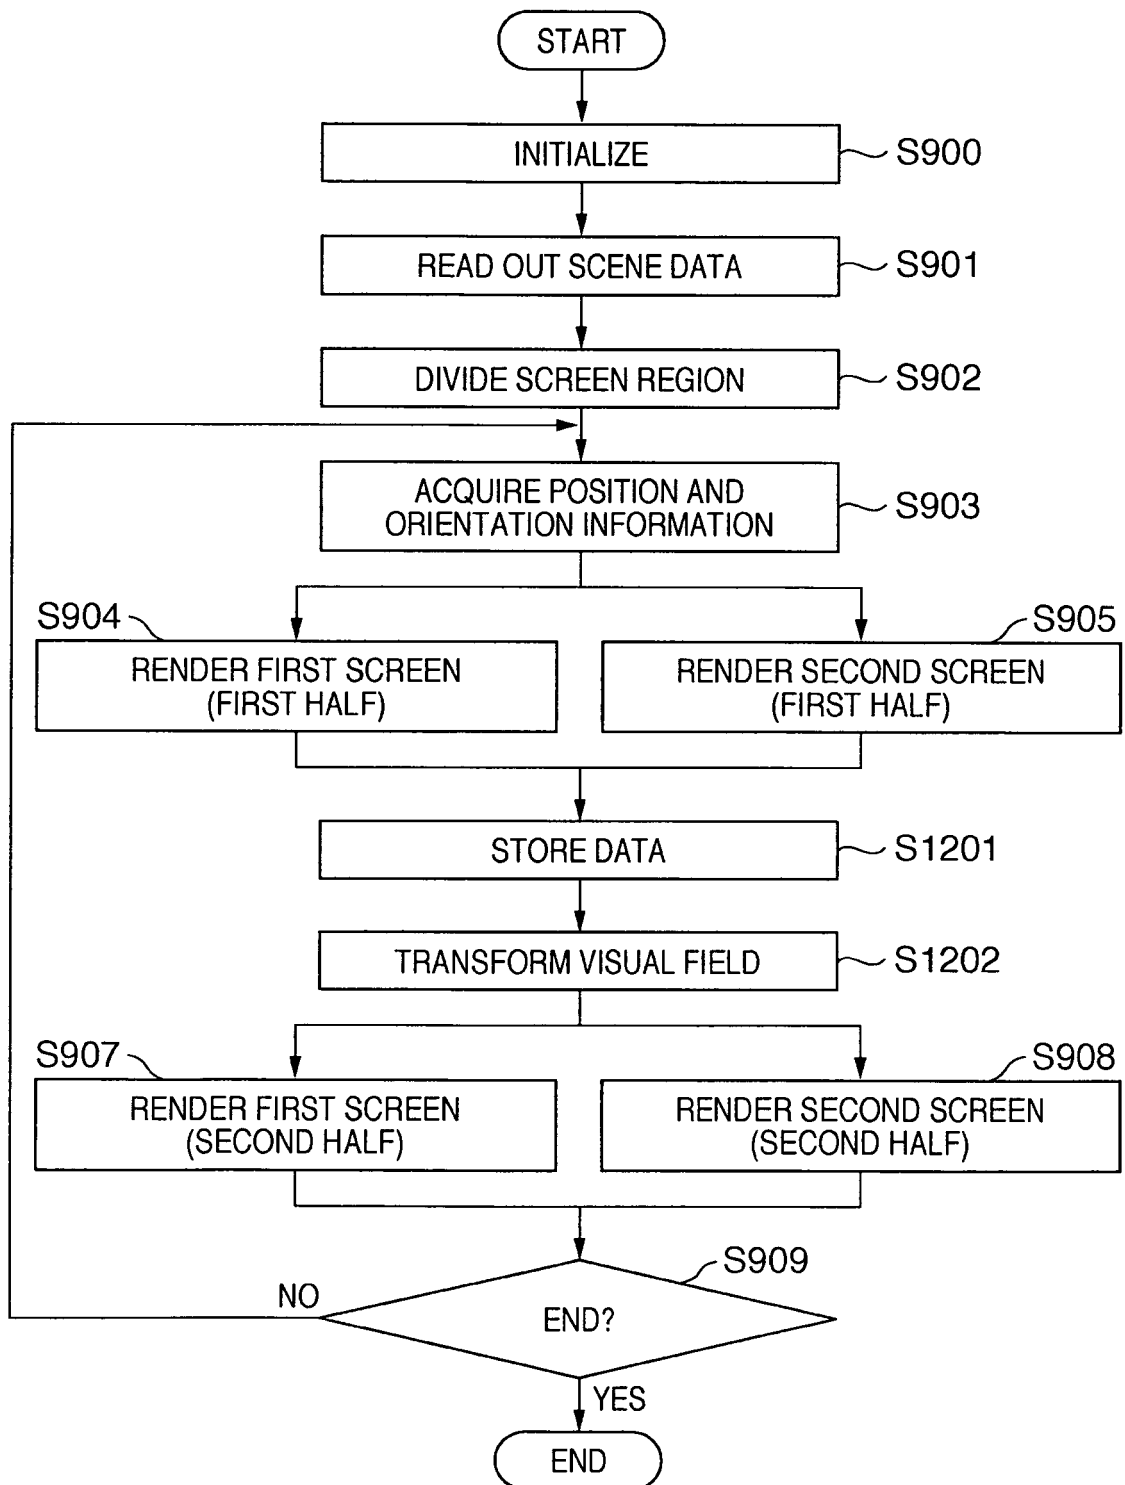 START
INITIALIZE
S900
READ OUT SCENE DATA
S901
DIVIDE SCREEN REGION
S902
ACQUIRE POSITION AND
ORIENTATION INFORMATION
S903
S904
RENDER FIRST SCREEN
(FIRST HALF)
S905
RENDER SECOND SCREEN
(FIRST HALF)
STORE DATA
S1201
TRANSFORM VISUAL FIELD
S1202
S907
RENDER FIRST SCREEN
(SECOND HALF)
S908
RENDER SECOND SCREEN
(SECOND HALF)
S909
NO
END?
YES
END